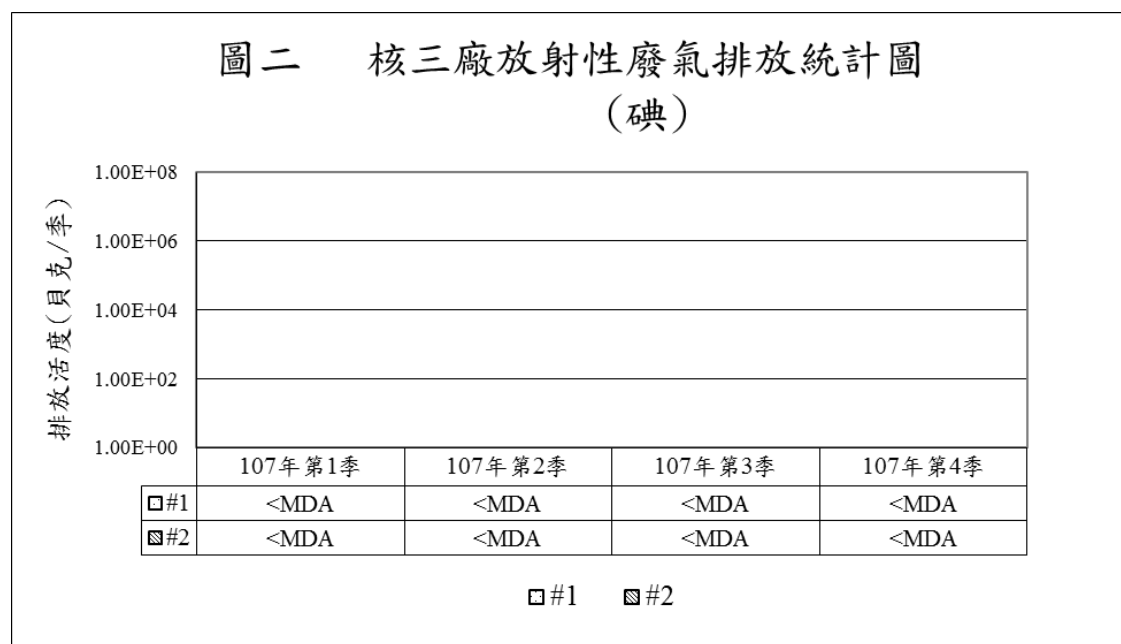 圖二 核三廠放射性廢氣排放統計圖
(碘)
排放活度(貝克/季)
1.00E+08
1.00E+06
1.00E+04
1.00E+02
1.00E+00
107年第1季 107年第2季 107年第3季 107年第4季
#1 <MDA <MDA <MDA <MDA
#2 <MDA <MDA <MDA <MDA
#1 #2